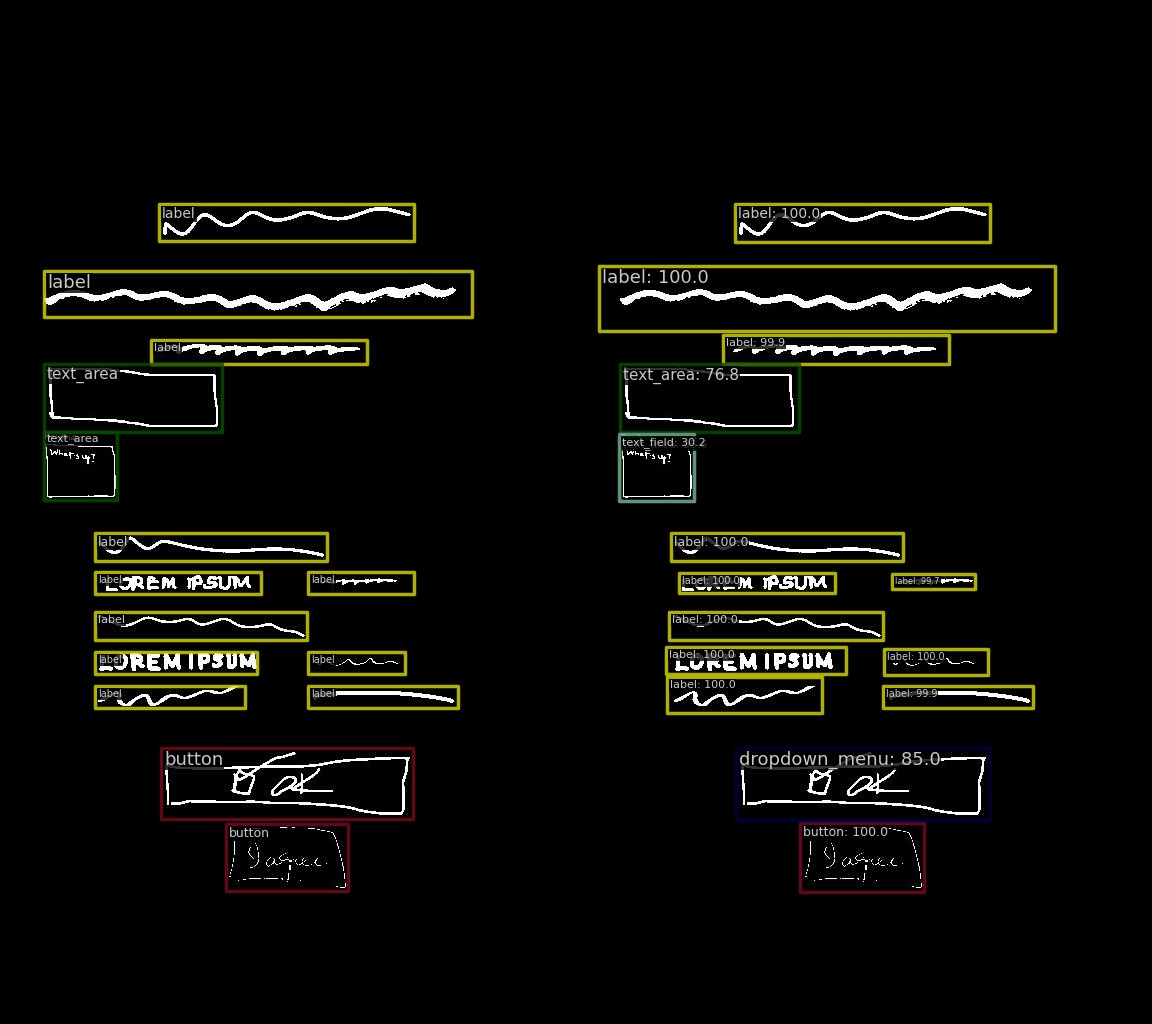 label label: 100.0
label label: 100.0
label label: 99.9
text_area text_area: 76.8
text_area text_field: 30.2
What's up? What's up?
label label: 100.0
label LOREM IPSUM label label: 100.0 LOREM IPSUM label: 99.7
label label: 100.0
label LOREM IPSUM label label: 100.0 LOREM IPSUM label: 100.0
label label label: 100.0 label: 99.9
button dropdown_menu: 85.0
OK OK
button button: 100.0
I agree I agree